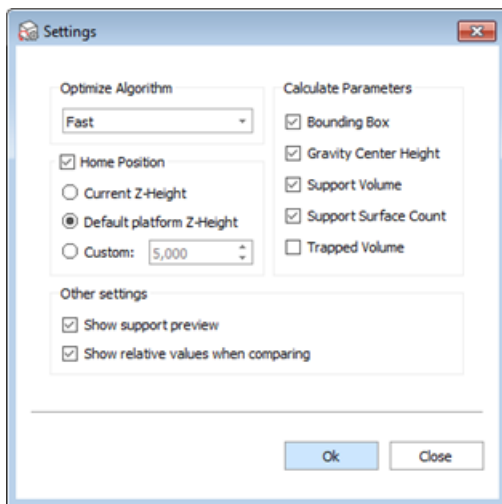 Settings
Optimize Algorithm
Fast
Home Position
Current Z-Height
Default platform Z-Height
Custom: 5,000
Calculate Parameters
Bounding Box
Gravity Center Height
Support Volume
Support Surface Count
Trapped Volume
Other settings
Show support preview
Show relative values when comparing
Ok Close